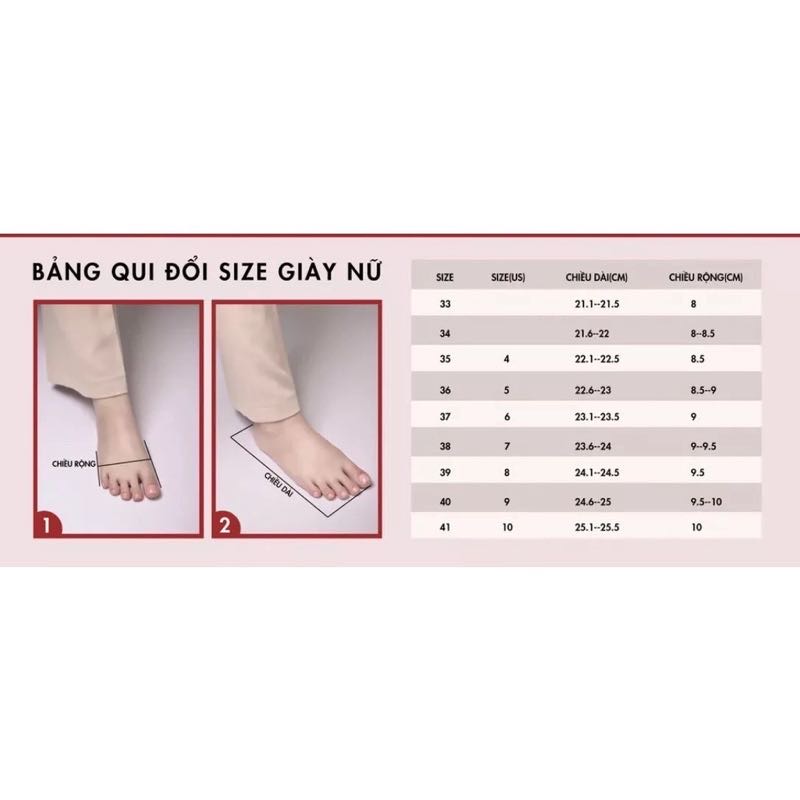 BẢNG QUI ĐỔI SIZE GIÀY NỮ
CHIỀU RỘNG
1
CHIỀU DÀI
2
SIZE SIZE(US) CHIỀU DÀI(CM) CHIỀU RỘNG(CM)
33 21.1--21.5 8
34 21.6--22 8--8.5
35 4 22.1--22.5 8.5
36 5 22.6--23 8.5--9
37 6 23.1--23.5 9
38 7 23.6--24 9--9.5
39 8 24.1--24.5 9.5
40 9 24.6--25 9.5--10
41 10 25.1--25.5 10